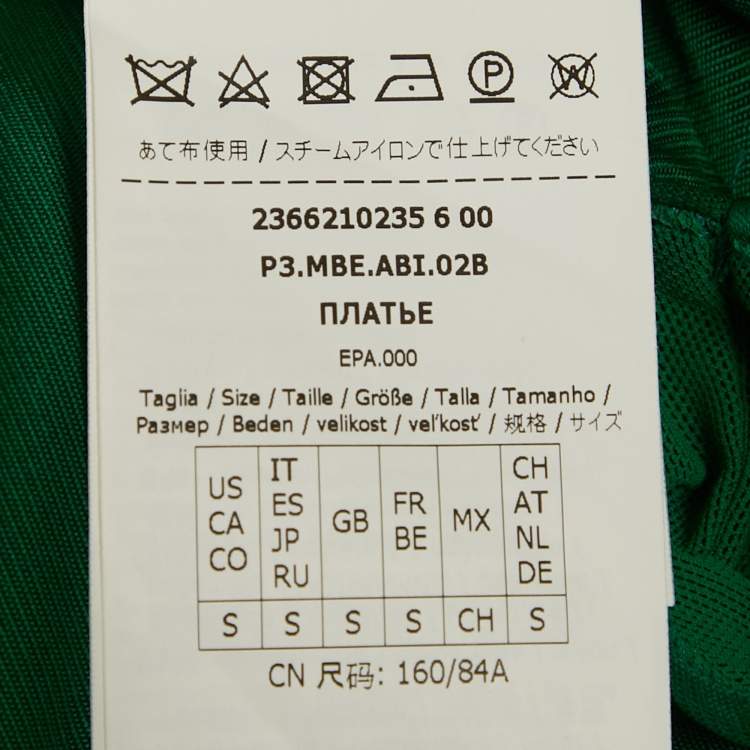 P W
あて布使用 / スチームアイロンで仕上げてください
2366210235 6 00
P3.MBE.ABI.02B
ПЛАТЬЕ
EPA.000
Taglia / Size / Taille / Größe / Talla / Tamanho /
Размер / Beden / velikost / veľkosť / 规格 / サイズ
US CA CO IT ES JP RU GB FR BE MX CH AT NL DE
S S S S CH S
CN 尺码: 160/84A